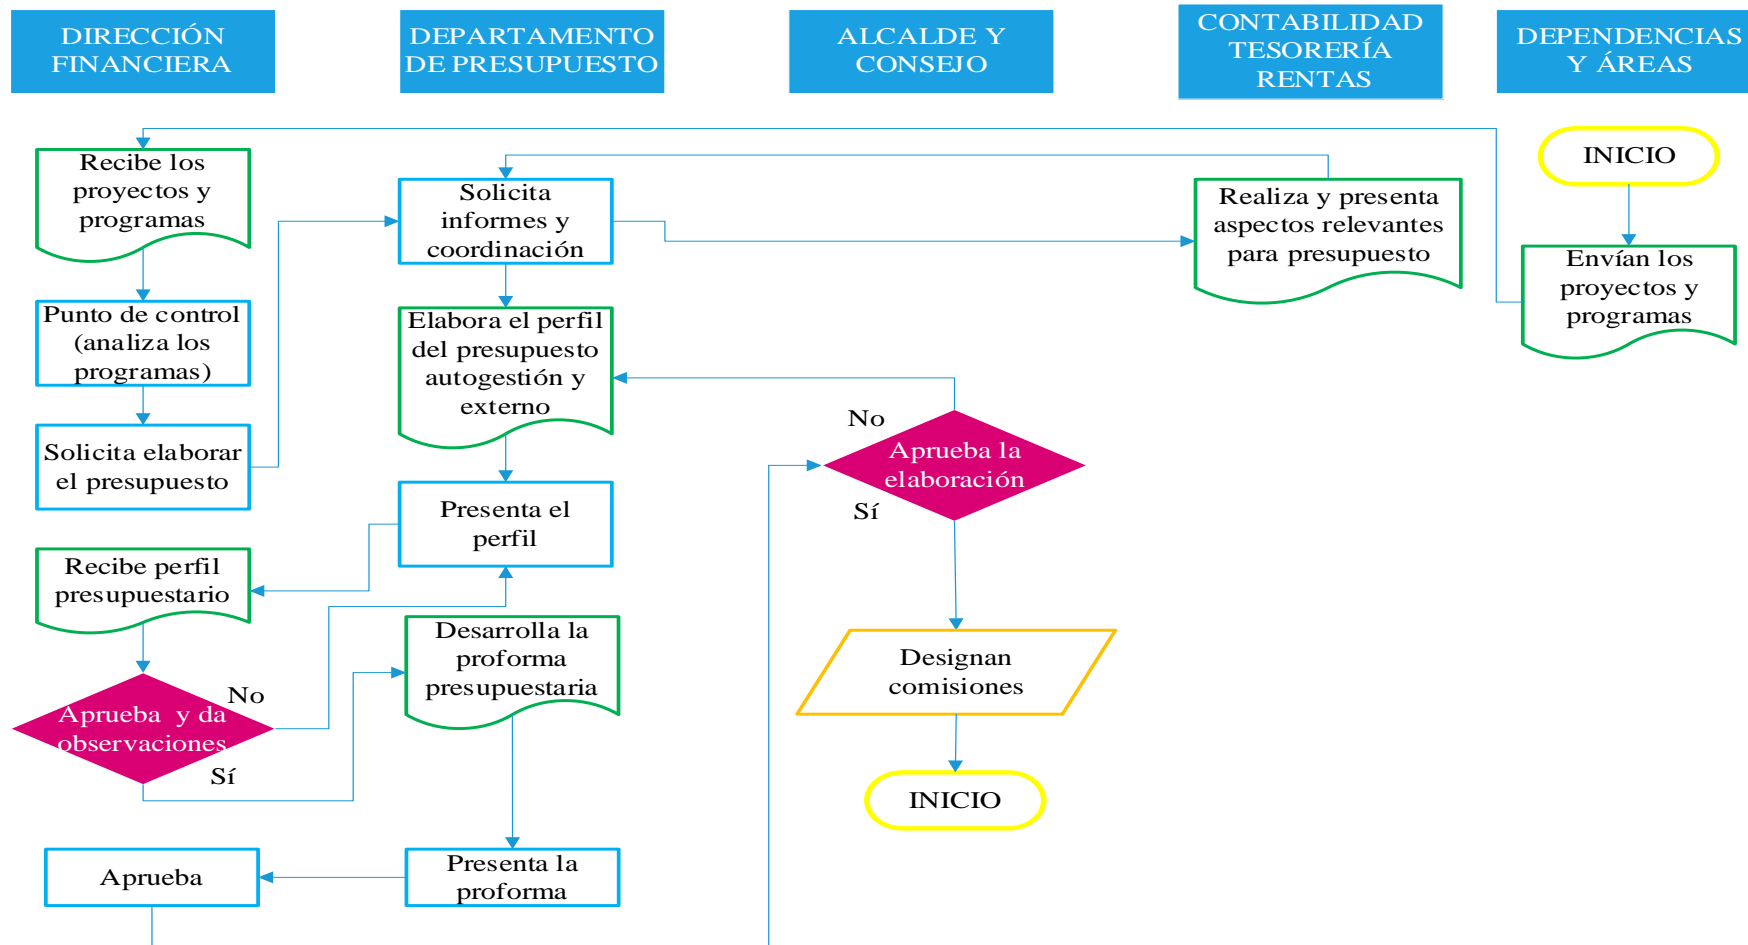 DIRECCIÓN
FINANCIERA
DEPARTAMENTO
DE PRESUPUESTO
ALCALDE Y
CONSEJO
CONTABILIDAD
TESORERÍA
RENTAS
DEPENDENCIAS
Y ÁREAS
Recibe los
proyectos y
programas
Punto de control
(analiza los
programas)
Solicita elaborar
el presupuesto
Recibe perfil
presupuestario
Aprueba y da
observaciones
No
Sí
Aprueba
Solicita
informes y
coordinación
Elabora el perfil
del presupuesto
autogestión y
externo
Presenta el
perfil
Desarrolla la
proforma
presupuestaria
Presenta la
proforma
No
Aprueba la
elaboración
Sí
Designan
comisiones
INICIO
Realiza y presenta
aspectos relevantes
para presupuesto
INICIO
Envían los
proyectos y
programas